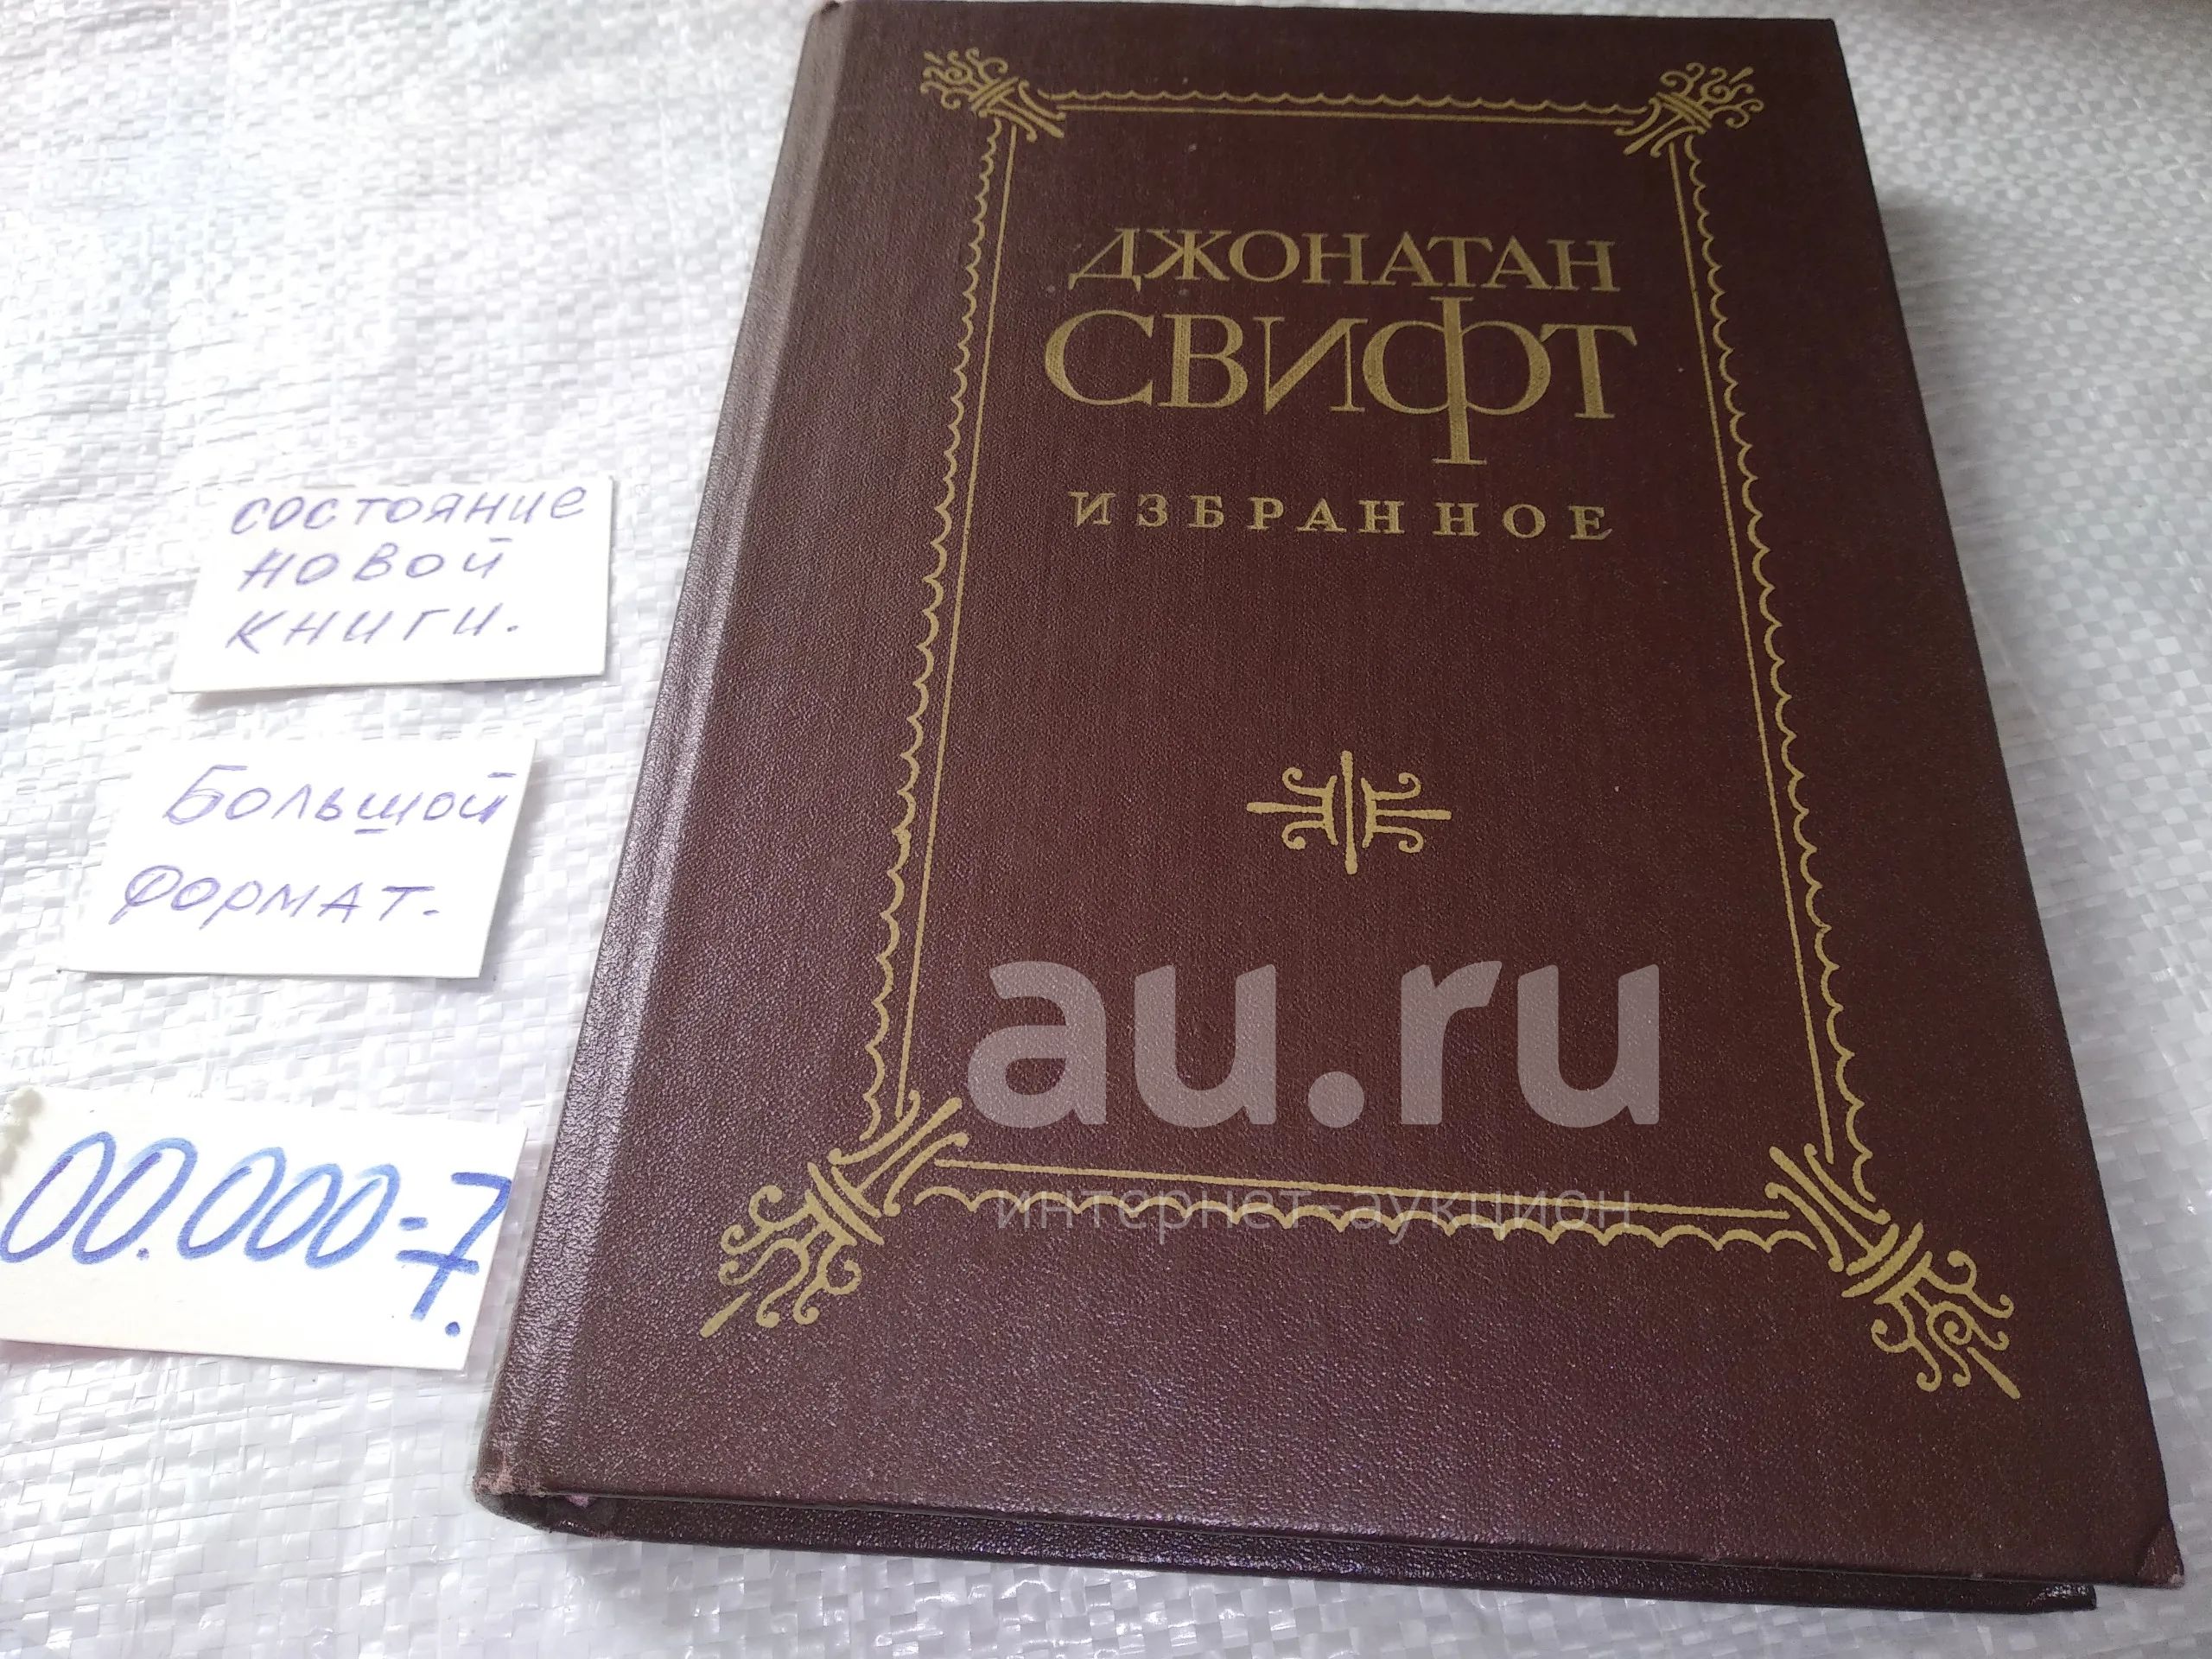 ДЖОНАТАН
СВИФТ
ИЗБРАННОЕ
состояние
новой
книги.
Большой
формат.
00.000=7.
au.ru
интернет-аукцион